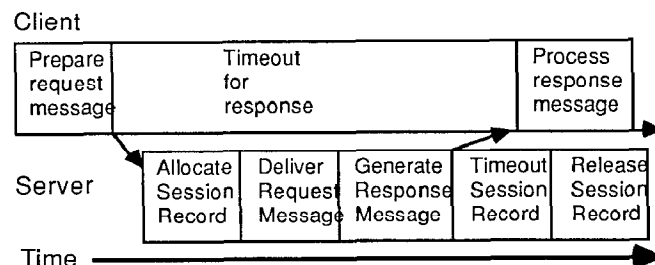 Client
Prepare
request
message
Timeout
for
response
Process
response
message
Server
Allocate
Session
Record
Deliver
Request
Message
Generate
Response
Message
Timeout
Session
Record
Release
Session
Record
Time